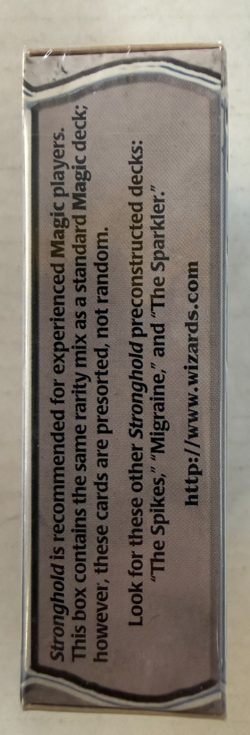 Stronghold is recommended for experienced Magic players.
This box contains the same rarity mix as a standard Magic deck;
however, these cards are presorted, not random.
Look for these other Stronghold preconstructed decks:
"The Spikes," "Migraine," and "The Sparkler."
http://www.wizards.com